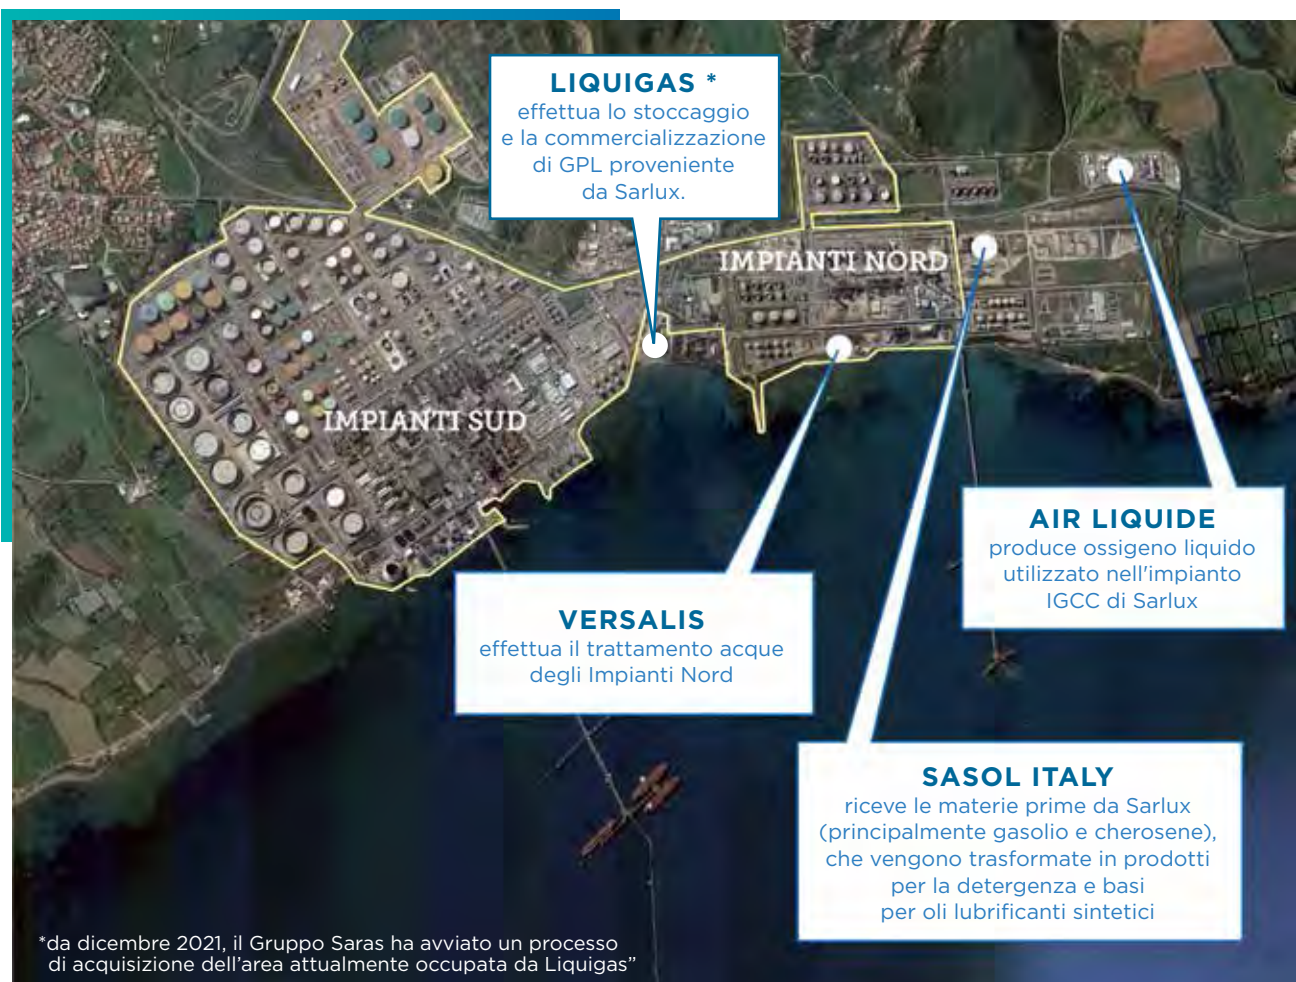 LIQUIGAS *
effettua lo stoccaggio
e la commercializzazione
di GPL proveniente
da Sarlux.
IMPIANTI NORD
IMPIANTI SUD
AIR LIQUIDE
produce ossigeno liquido
utilizzato nell'impianto
IGCC di Sarlux
VERSALIS
effettua il trattamento acque
degli Impianti Nord
SASOL ITALY
riceve le materie prime da Sarlux
(principalmente gasolio e cherosene),
che vengono trasformate in prodotti
per la detergenza e basi
per oli lubrificanti sintetici
*da dicembre 2021, il Gruppo Saras ha avviato un processo
di acquisizione dell’area attualmente occupata da Liquigas”